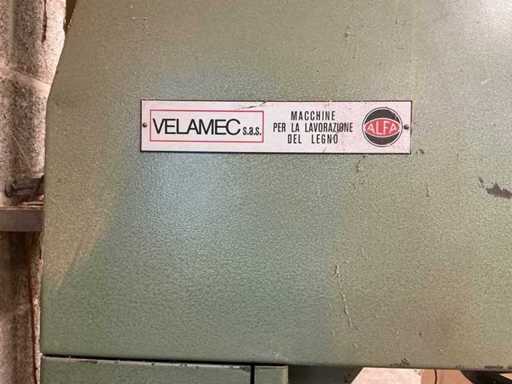 VELAMEC s.a.s.
MACCHINE
PER LA LAVORAZIONE
DEL LEGNO
ALFA